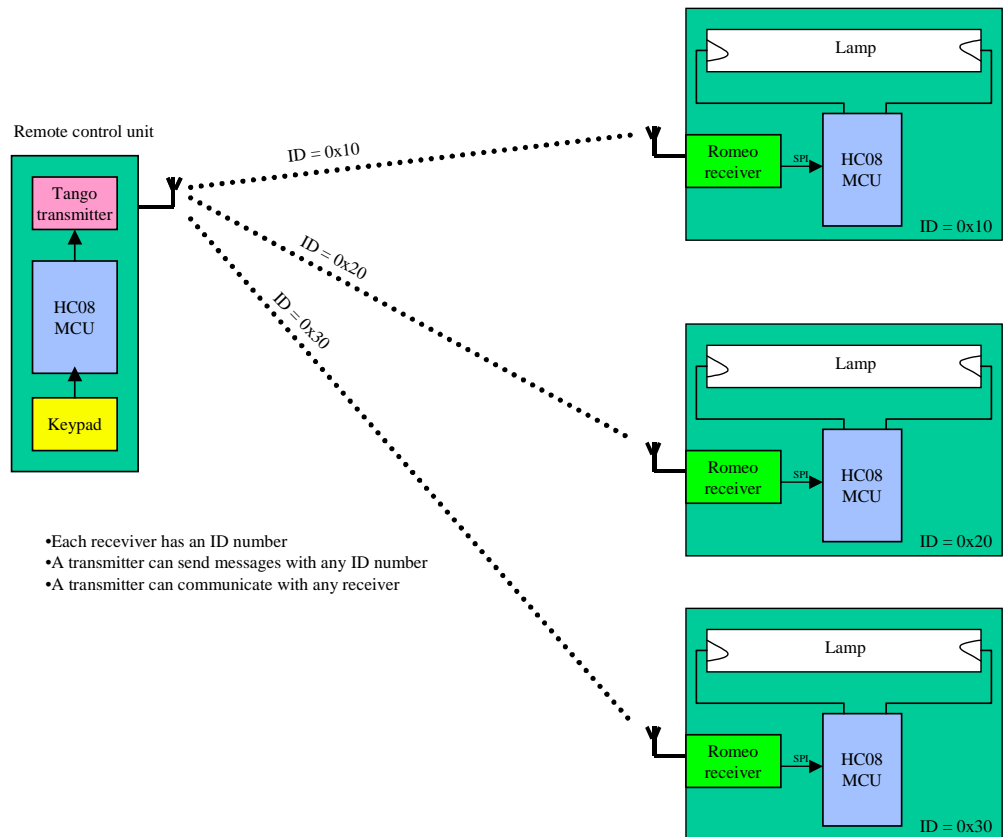 Remote control unit
Tango
transmitter
HC08
MCU
Keypad
ID = 0x10
ID = 0x20
ID = 0x30
•Each receviver has an ID number
•A transmitter can send messages with any ID number
•A transmitter can communicate with any receiver
Lamp
Romeo
receiver
SPI
HC08
MCU
ID = 0x10
Lamp
Romeo
receiver
SPI
HC08
MCU
ID = 0x20
Lamp
Romeo
receiver
SPI
HC08
MCU
ID = 0x30